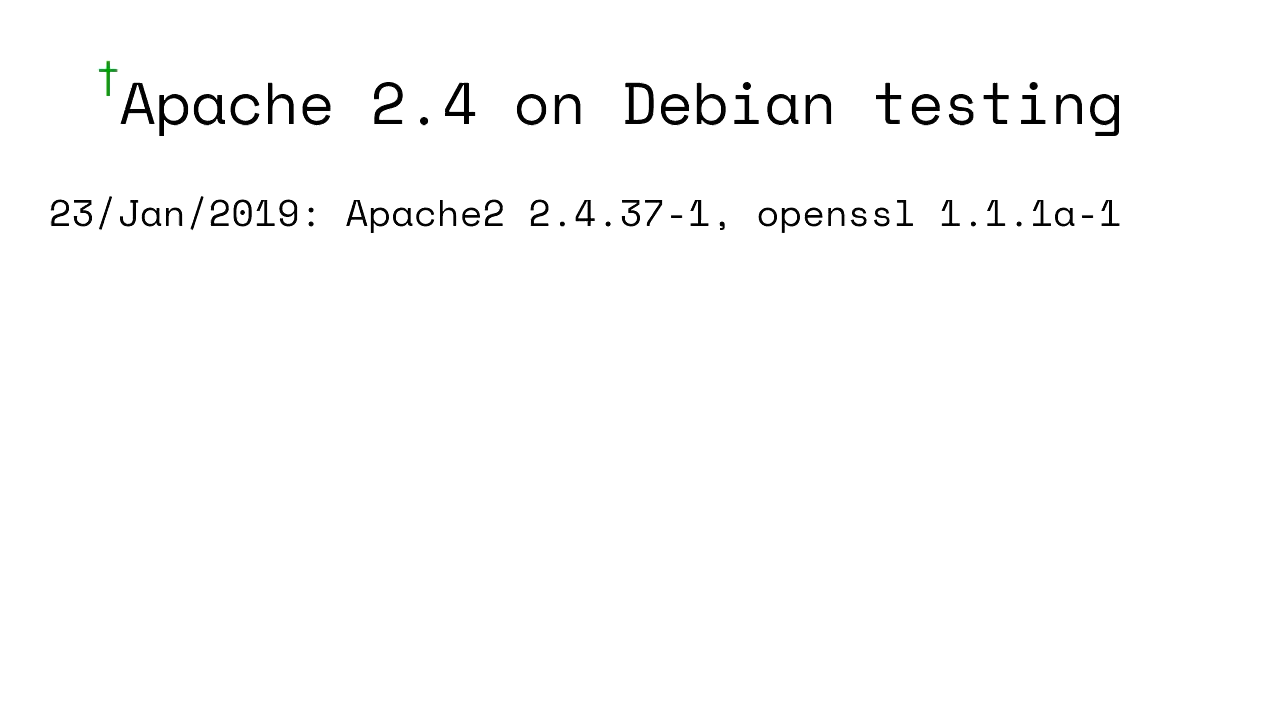 †Apache 2.4 on Debian testing
23/Jan/2019: Apache2 2.4.37-1, openssl 1.1.1a-1